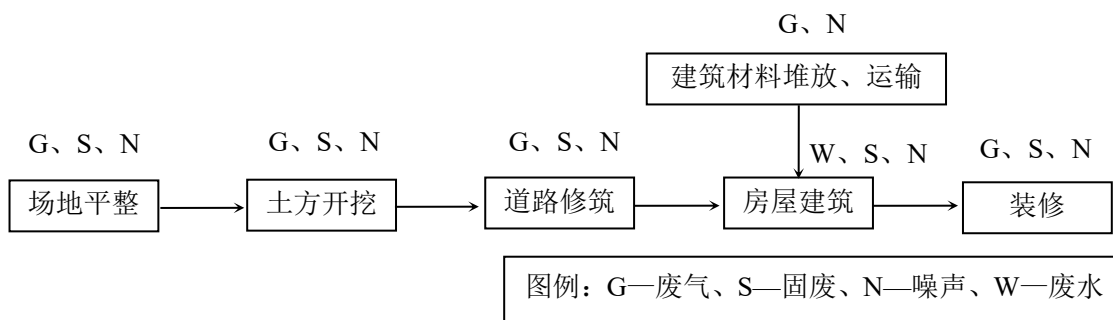 G、N
建筑材料堆放、运输
G、S、N
G、S、N
G、S、N
W、S、N
G、S、N
场地平整
土方开挖
道路修筑
房屋建筑
装修
图例：G—废气、S—固废、N—噪声、W—废水